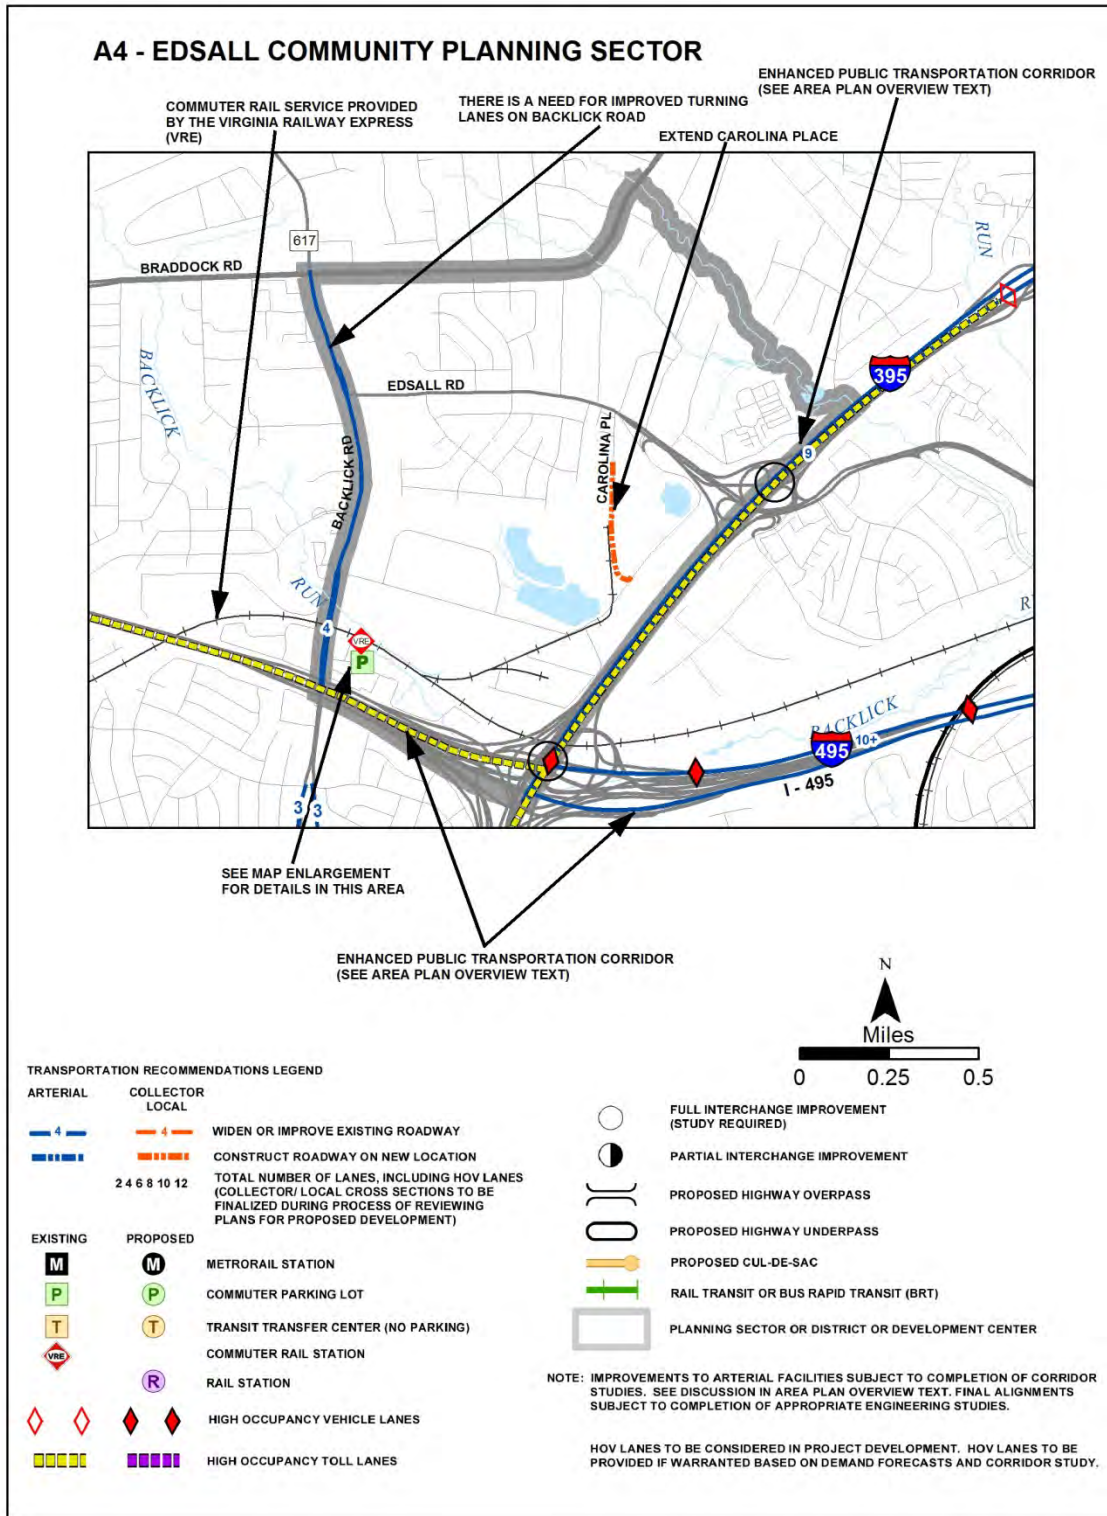 A4 - EDSALL COMMUNITY PLANNING SECTOR
ENHANCED PUBLIC TRANSPORTATION CORRIDOR
(SEE AREA PLAN OVERVIEW TEXT)
COMMUTER RAIL SERVICE PROVIDED
BY THE VIRGINIA RAILWAY EXPRESS
(VRE)
THERE IS A NEED FOR IMPROVED TURNING
LANES ON BACKLICK ROAD
EXTEND CAROLINA PLACE
617
BRADDOCK RD
RUN
BACKLICK
EDSALL RD
395
BACKLICK RD
CAROLINA PL
9
RUN
4
VRE
P
BACKLICK
495
10+
I - 495
3
3
SEE MAP ENLARGEMENT
FOR DETAILS IN THIS AREA
ENHANCED PUBLIC TRANSPORTATION CORRIDOR
(SEE AREA PLAN OVERVIEW TEXT)
N
Miles
0 0.25 0.5
TRANSPORTATION RECOMMENDATIONS LEGEND
ARTERIAL
COLLECTOR
LOCAL
4
4
WIDEN OR IMPROVE EXISTING ROADWAY
CONSTRUCT ROADWAY ON NEW LOCATION
2 4 6 8 10 12
TOTAL NUMBER OF LANES, INCLUDING HOV LANES
(COLLECTOR/ LOCAL CROSS SECTIONS TO BE
FINALIZED DURING PROCESS OF REVIEWING
PLANS FOR PROPOSED DEVELOPMENT)
EXISTING
PROPOSED
M
M
METRORAIL STATION
P
P
COMMUTER PARKING LOT
T
T
TRANSIT TRANSFER CENTER (NO PARKING)
VRE
COMMUTER RAIL STATION
R
RAIL STATION
HIGH OCCUPANCY VEHICLE LANES
HIGH OCCUPANCY TOLL LANES
FULL INTERCHANGE IMPROVEMENT
(STUDY REQUIRED)
PARTIAL INTERCHANGE IMPROVEMENT
PROPOSED HIGHWAY OVERPASS
PROPOSED HIGHWAY UNDERPASS
PROPOSED CUL-DE-SAC
RAIL TRANSIT OR BUS RAPID TRANSIT (BRT)
PLANNING SECTOR OR DISTRICT OR DEVELOPMENT CENTER
NOTE: IMPROVEMENTS TO ARTERIAL FACILITIES SUBJECT TO COMPLETION OF CORRIDOR
STUDIES. SEE DISCUSSION IN AREA PLAN OVERVIEW TEXT. FINAL ALIGNMENTS
SUBJECT TO COMPLETION OF APPROPRIATE ENGINEERING STUDIES.
HOV LANES TO BE CONSIDERED IN PROJECT DEVELOPMENT. HOV LANES TO BE
PROVIDED IF WARRANTED BASED ON DEMAND FORECASTS AND CORRIDOR STUDY.